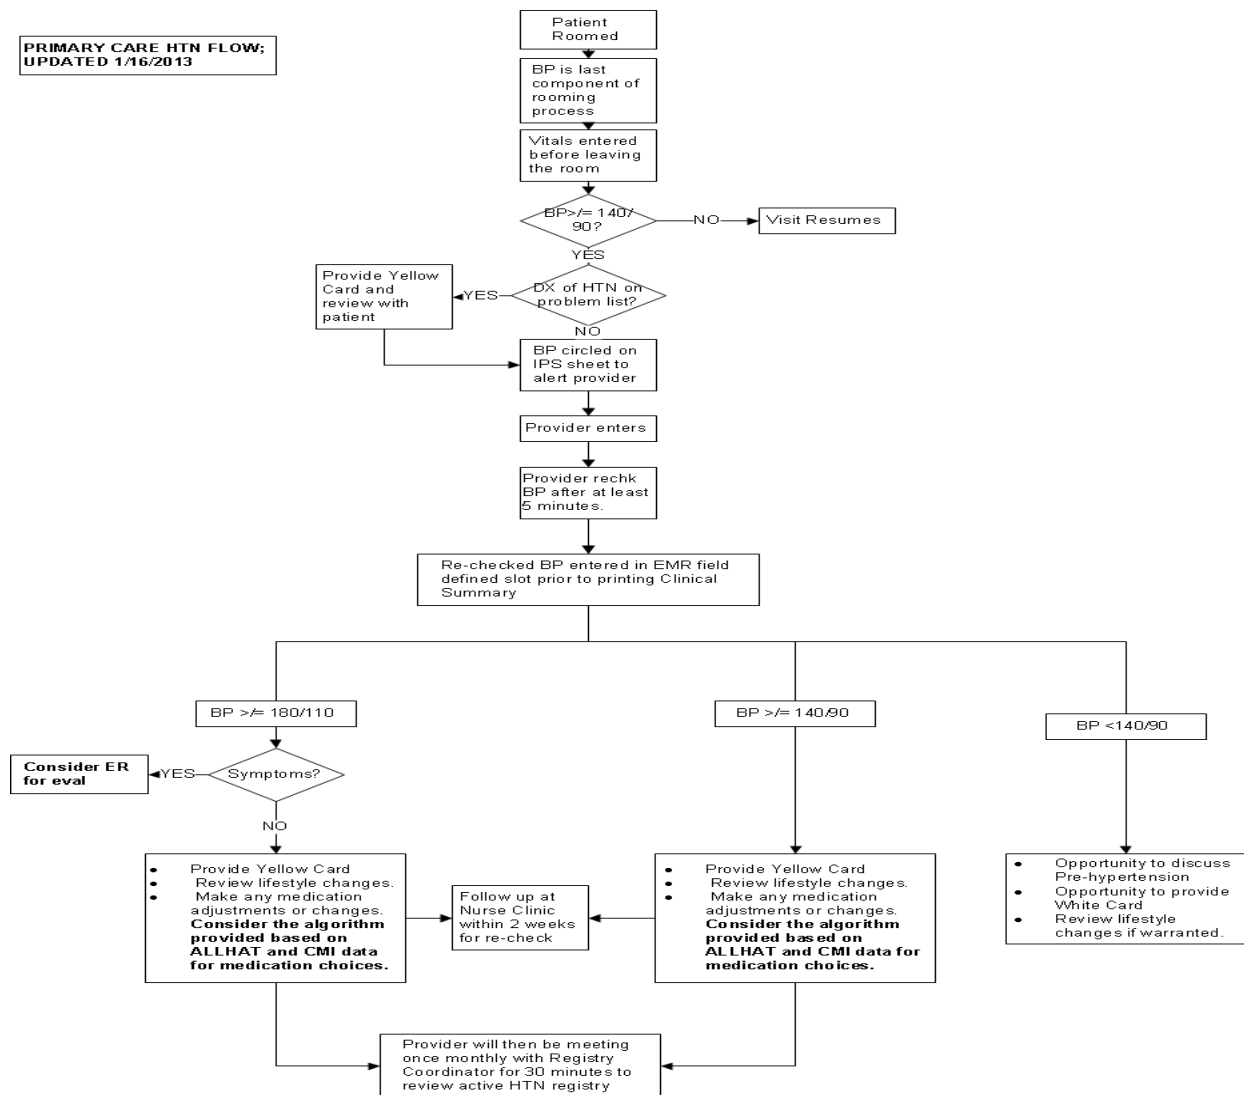 Patient
Roomed
PRIMARY CARE HTN FLOW;
UPDATED 1/16/2013
BP is last
component of
rooming
process
Vitals entered
before leaving
the room
BP>/= 140/
90?
NO
Visit Resumes
YES
Provide Yellow
Card and
review with
patient
YES
DX of HTN on
problem list?
NO
BP circled on
IPS sheet to
alert provider
Provider enters
Provider rechk
BP after at least
5 minutes.
Re-checked BP entered in EMR field
defined slot prior to printing Clinical
Summary
BP >/= 180/110
BP >/= 140/90
BP <140/90
Consider ER
for eval
YES
Symptoms?
NO
• Provide Yellow Card
• Review lifestyle changes.
• Make any medication
adjustments or changes.
Consider the algorithm
provided based on
ALLHAT and CMI data
for medication choices.
Follow up at
Nurse Clinic
within 2 weeks
for re-check
• Provide Yellow Card
• Review lifestyle changes.
• Make any medication
adjustments or changes.
Consider the algorithm
provided based on
ALLHAT and CMI data for
medication choices.
• Opportunity to discuss
Pre-hypertension
• Opportunity to provide
White Card
• Review lifestyle
changes if warranted.
Provider will then be meeting
once monthly with Registry
Coordinator for 30 minutes to
review active HTN registry